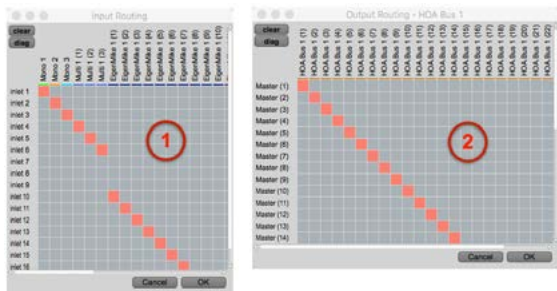 Input Routing
clear
diag
Mono 1
Mono 2
Mono 3
Multi 1 (1)
Multi 1 (2)
Multi 1 (3)
EigenMike 1 (1)
EigenMike 1 (2)
EigenMike 1 (3)
EigenMike 1 (4)
EigenMike 1 (5)
EigenMike 1 (6)
EigenMike 1 (7)
EigenMike 1 (8)
EigenMike 1 (9)
EigenMike 1 (10)
inlet 1
inlet 2
inlet 3
inlet 4
inlet 5
inlet 6
inlet 7
inlet 8
inlet 9
inlet 10
inlet 11
inlet 12
inlet 13
inlet 14
inlet 15
inlet 16
1
Cancel
OK
Output Routing - HOA Bus 1
clear
diag
HOA Bus 1 (1)
HOA Bus 1 (2)
HOA Bus 1 (3)
HOA Bus 1 (4)
HOA Bus 1 (5)
HOA Bus 1 (6)
HOA Bus 1 (7)
HOA Bus 1 (8)
HOA Bus 1 (9)
HOA Bus 1 (10)
HOA Bus 1 (11)
HOA Bus 1 (12)
HOA Bus 1 (13)
HOA Bus 1 (14)
HOA Bus 1 (15)
HOA Bus 1 (16)
HOA Bus 1 (17)
HOA Bus 1 (18)
HOA Bus 1 (19)
HOA Bus 1 (20)
HOA Bus 1 (21)
HOA Bus 1 (22)
Master (1)
Master (2)
Master (3)
Master (4)
Master (5)
Master (6)
Master (7)
Master (8)
Master (9)
Master (10)
Master (11)
Master (12)
Master (13)
Master (14)
2
Cancel
OK